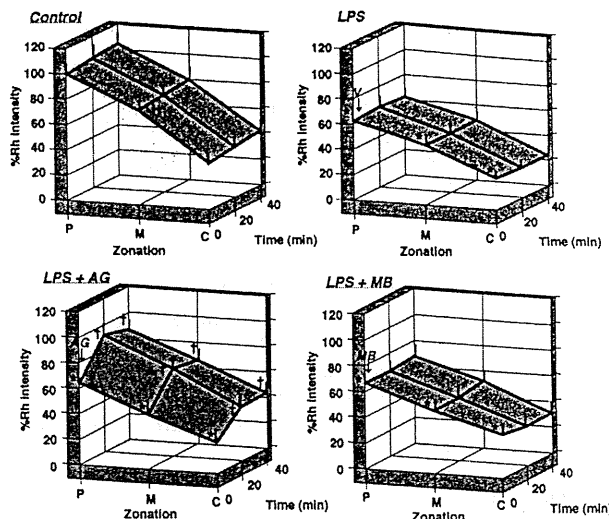 Control
120
100
80
60
40
20
0
%Rh Intensity
P
M
C
0
20
40
Zonation
Time (min)
LPS
120
100
80
60
40
20
0
%Rh Intensity
V
P
M
C
0
20
40
Zonation
Time (min)
LPS + AG
120
100
80
60
40
20
0
%Rh Intensity
AG
†
†
†
†
P
M
C
0
20
40
Zonation
Time (min)
LPS + MB
120
100
80
60
40
20
0
%Rh Intensity
MB
P
M
C
0
20
40
Zonation
Time (min)